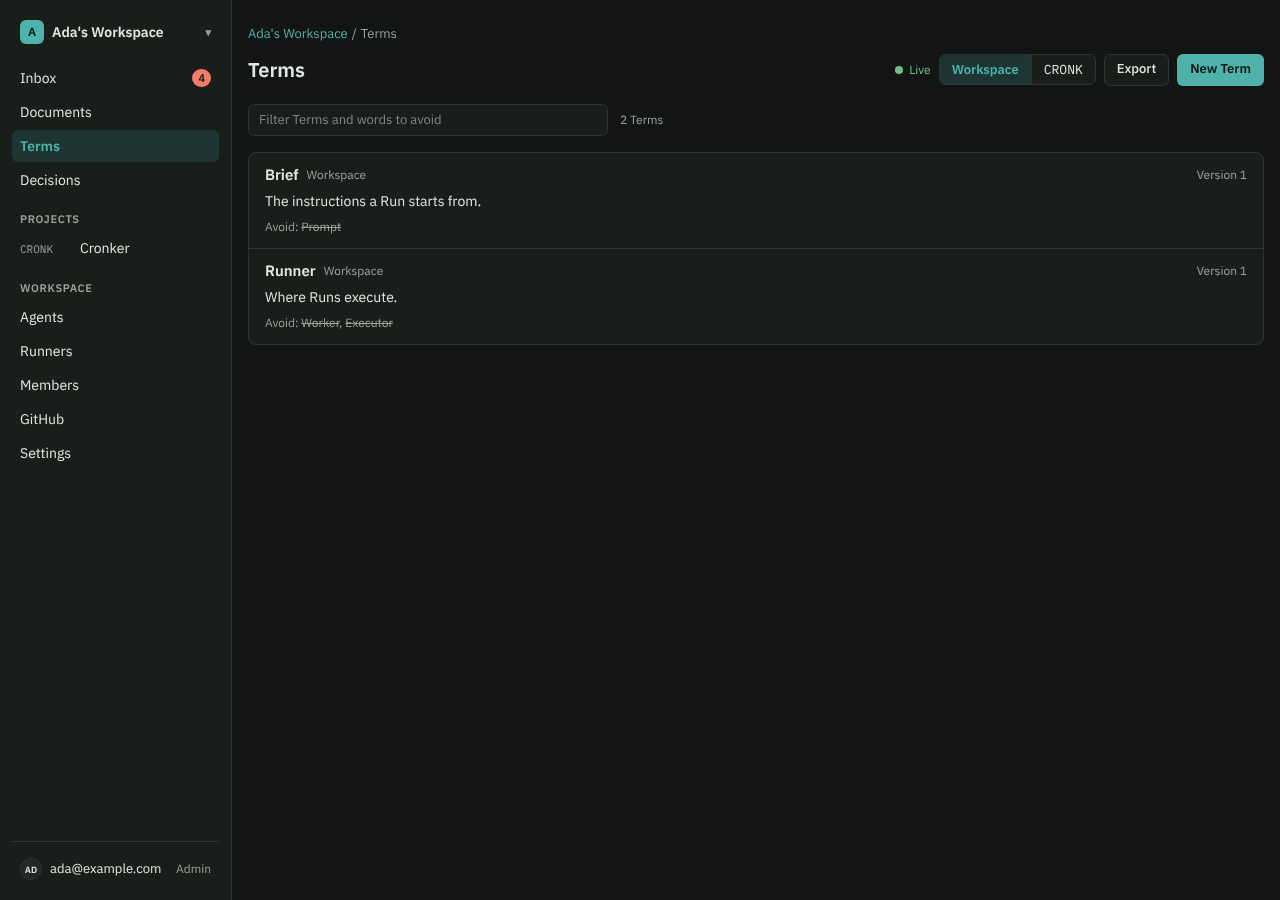 A Ada's Workspace ▾
Inbox 4
Documents
Terms
Decisions
PROJECTS
CRONK Cronker
WORKSPACE
Agents
Runners
Members
GitHub
Settings
AD ada@example.com Admin
Ada's Workspace / Terms
Terms
Live Workspace CRONK Export New Term
Filter Terms and words to avoid 2 Terms
Brief Workspace Version 1
The instructions a Run starts from.
Avoid: Prompt
Runner Workspace Version 1
Where Runs execute.
Avoid: Worker, Executor